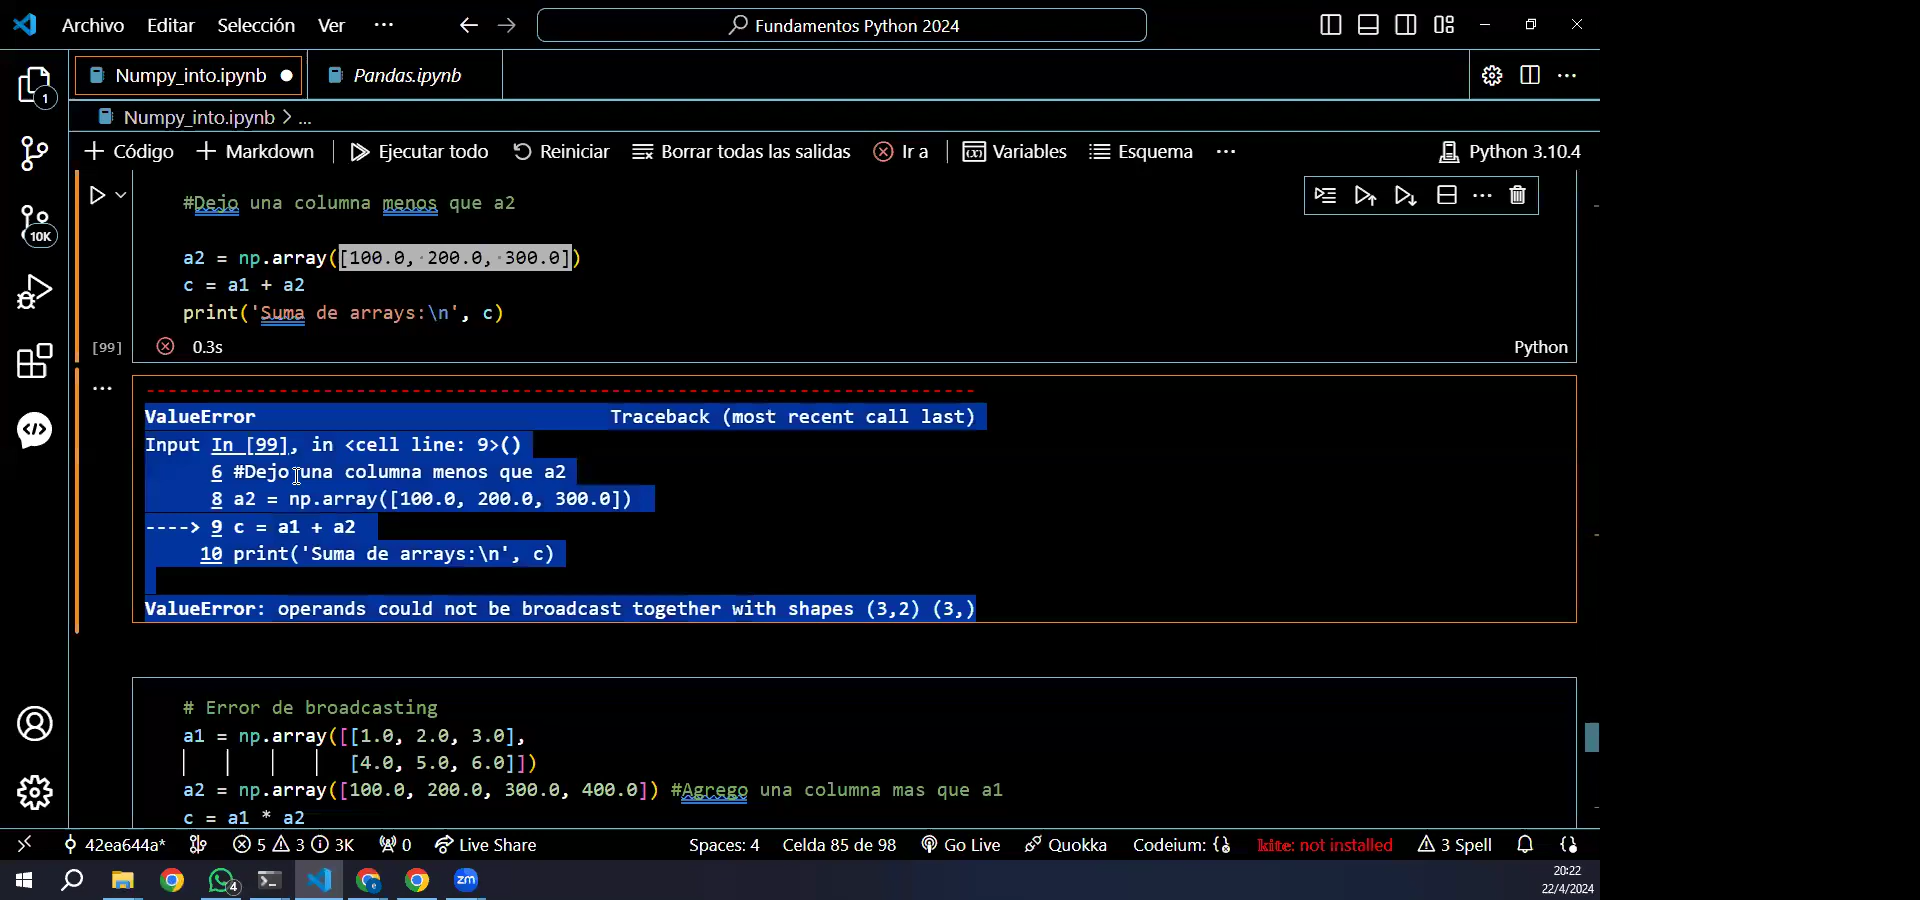 Archivo Editar Selección Ver ··· Fundamentos Python 2024
Numpy_into.ipynb Pandas.ipynb
1
Numpy_into.ipynb > ...
+ Código + Markdown Ejecutar todo Reiniciar Borrar todas las salidas Ir a Variables Esquema ··· Python 3.10.4
#Dejo una columna menos que a2
10K
a2 = np.array([100.0, 200.0, 300.0])
c = a1 + a2
print('Suma de arrays:\n', c)
[99] 0.3s Python
---------------------------------------------------------------------------
ValueError Traceback (most recent call last)
Input In [99], in <cell line: 9>()
6 #Dejo una columna menos que a2
8 a2 = np.array([100.0, 200.0, 300.0])
----> 9 c = a1 + a2
10 print('Suma de arrays:\n', c)
ValueError: operands could not be broadcast together with shapes (3,2) (3,)
# Error de broadcasting
a1 = np.array([[1.0, 2.0, 3.0],
[4.0, 5.0, 6.0]])
a2 = np.array([100.0, 200.0, 300.0, 400.0]) #Agrego una columna mas que a1
c = a1 * a2
42ea644a* 5 3 3K 0 Live Share Spaces: 4 Celda 85 de 98 Go Live Quokka Codeium: {} kite: not installed 3 Spell
4 zm 20:22
22/4/2024